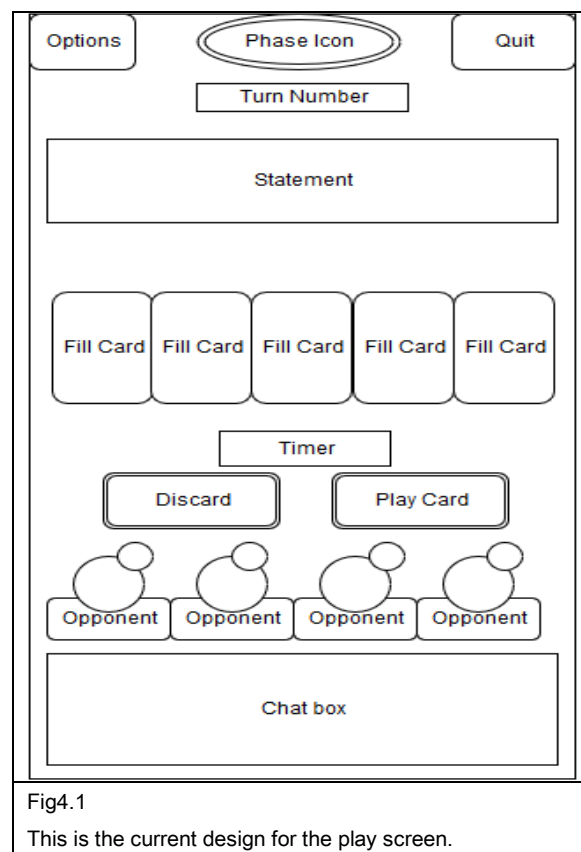 Options Phase Icon Quit
Turn Number
Statement
Fill Card Fill Card Fill Card Fill Card Fill Card
Timer
Discard Play Card
Opponent Opponent Opponent Opponent
Chat box
Fig4.1
This is the current design for the play screen.